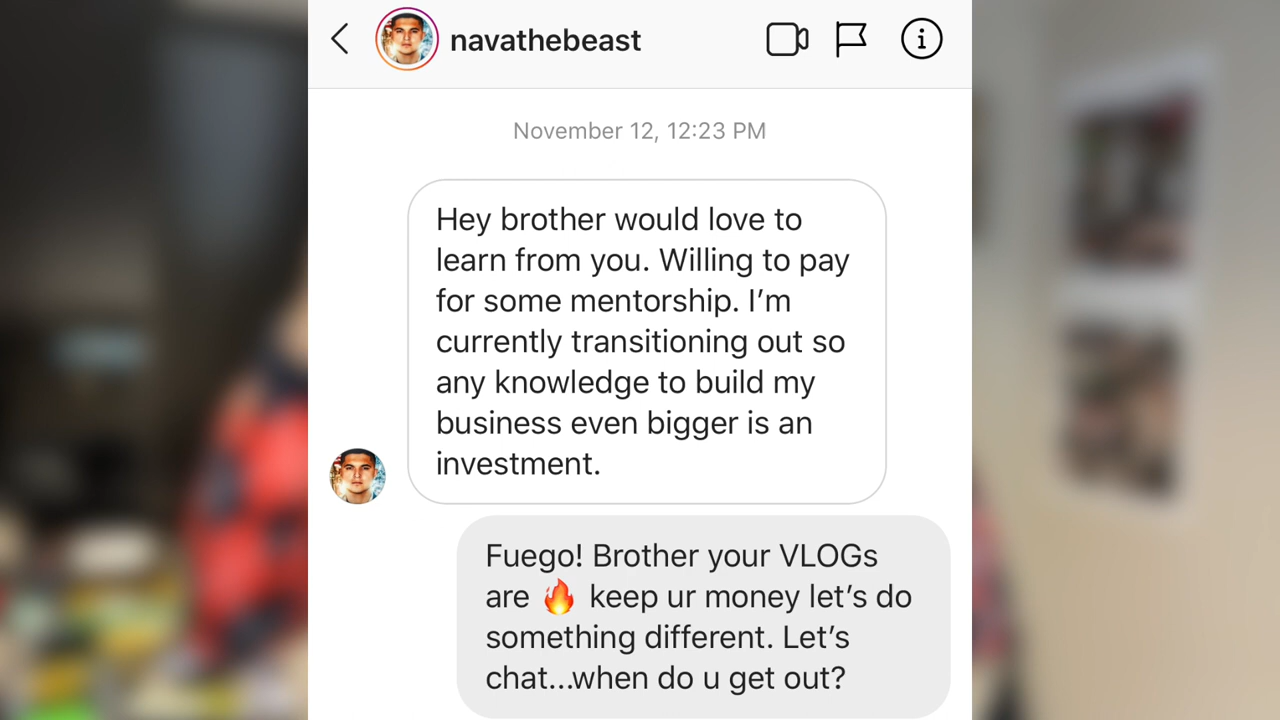 navathebeast
November 12, 12:23 PM
Hey brother would love to
learn from you. Willing to pay
for some mentorship. I’m
currently transitioning out so
any knowledge to build my
business even bigger is an
investment.
Fuego! Brother your VLOGs
are 🔥 keep ur money let’s do
something different. Let’s
chat...when do u get out?